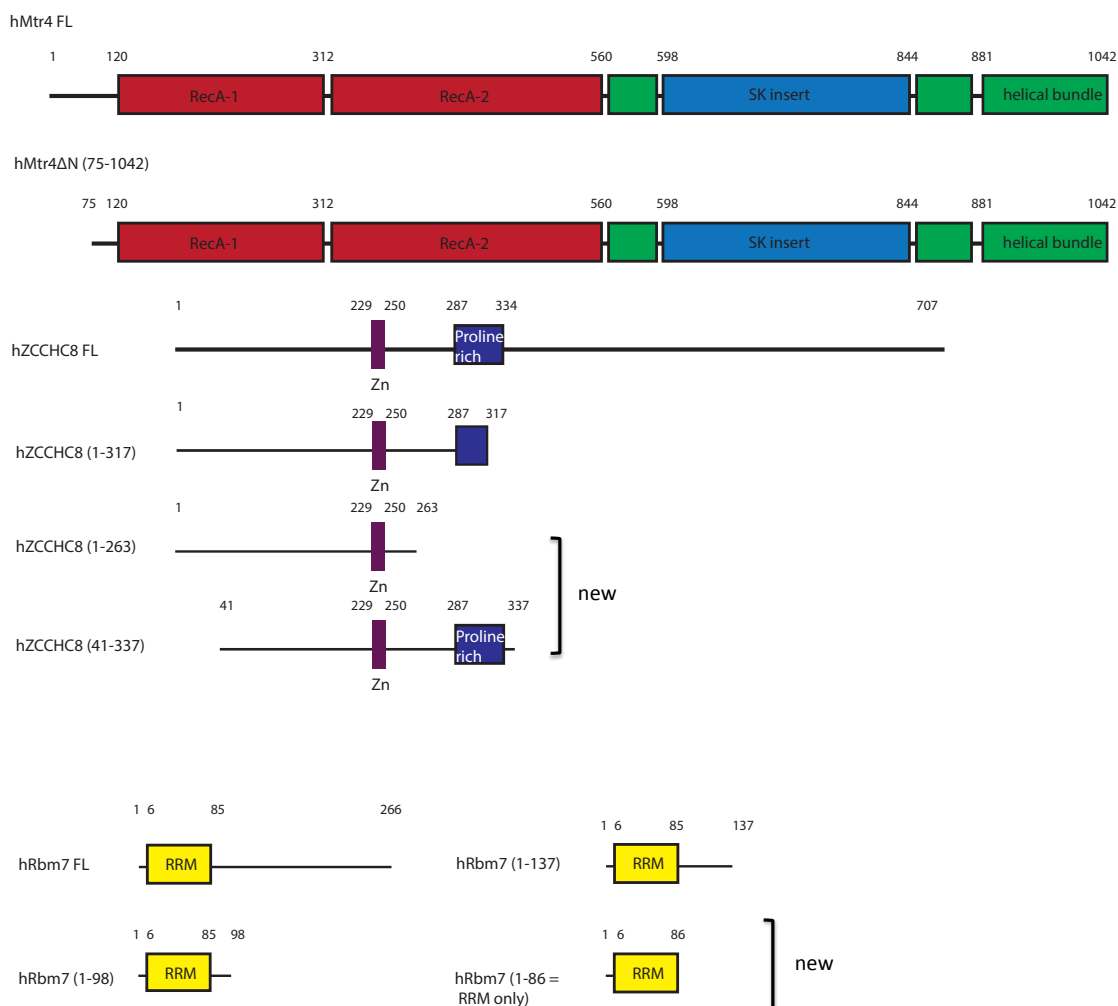 hMtr4 FL
1 120 312 560 598 844 881 1042
RecA-1 RecA-2 SK insert helical bundle
hMtr4ΔN (75-1042)
75 120 312 560 598 844 881 1042
RecA-1 RecA-2 SK insert helical bundle
1 229 250 287 334 707
hZCCHC8 FL
Proline
rich
Zn
1
229 250 287 317
hZCCHC8 (1-317)
Zn
1 229 250 263
hZCCHC8 (1-263)
Zn
new
41 229 250 287 337
hZCCHC8 (41-337)
Proline
rich
Zn
1 6 85 266
hRbm7 FL RRM
1 6 85 137
hRbm7 (1-137) RRM
1 6 85 98
hRbm7 (1-98) RRM
1 6 86
hRbm7 (1-86 =
RRM only)
RRM
new